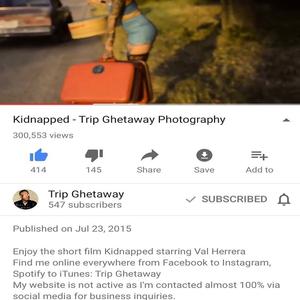 Kidnapped - Trip Ghetaway Photography
300,553 views
414
145
Share
Save
Add to
Trip Ghetaway
547 subscribers
SUBSCRIBED
Published on Jul 23, 2015
Enjoy the short film Kidnapped starring Val Herrera
Find me online everywhere from Facebook to Instagram,
Spotify to iTunes: Trip Ghetaway
My website is not active as I'm contacted almost 100% via
social media for business inquiries.